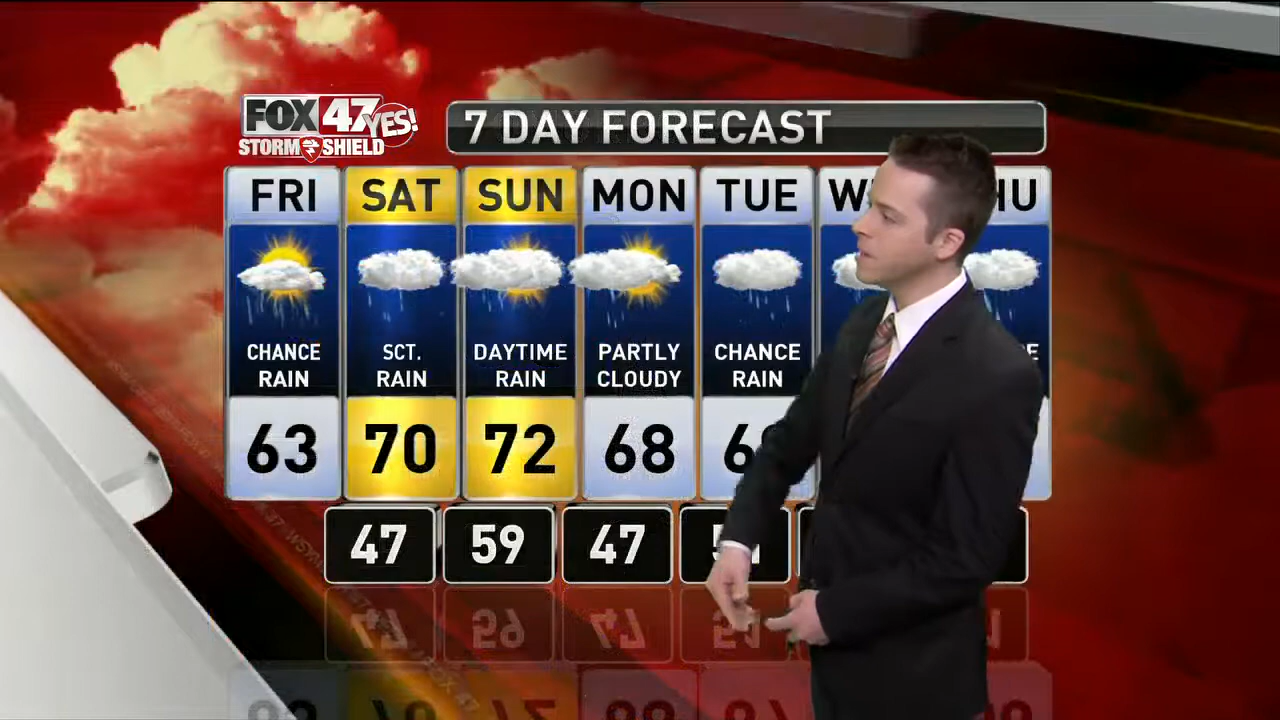 FOX 47 YES!
STORM SHIELD
7 DAY FORECAST
FRI SAT SUN MON TUE
CHANCE RAIN
SCT. RAIN
DAYTIME RAIN
PARTLY CLOUDY
CHANCE RAIN
63 70 72 68
47 59 47